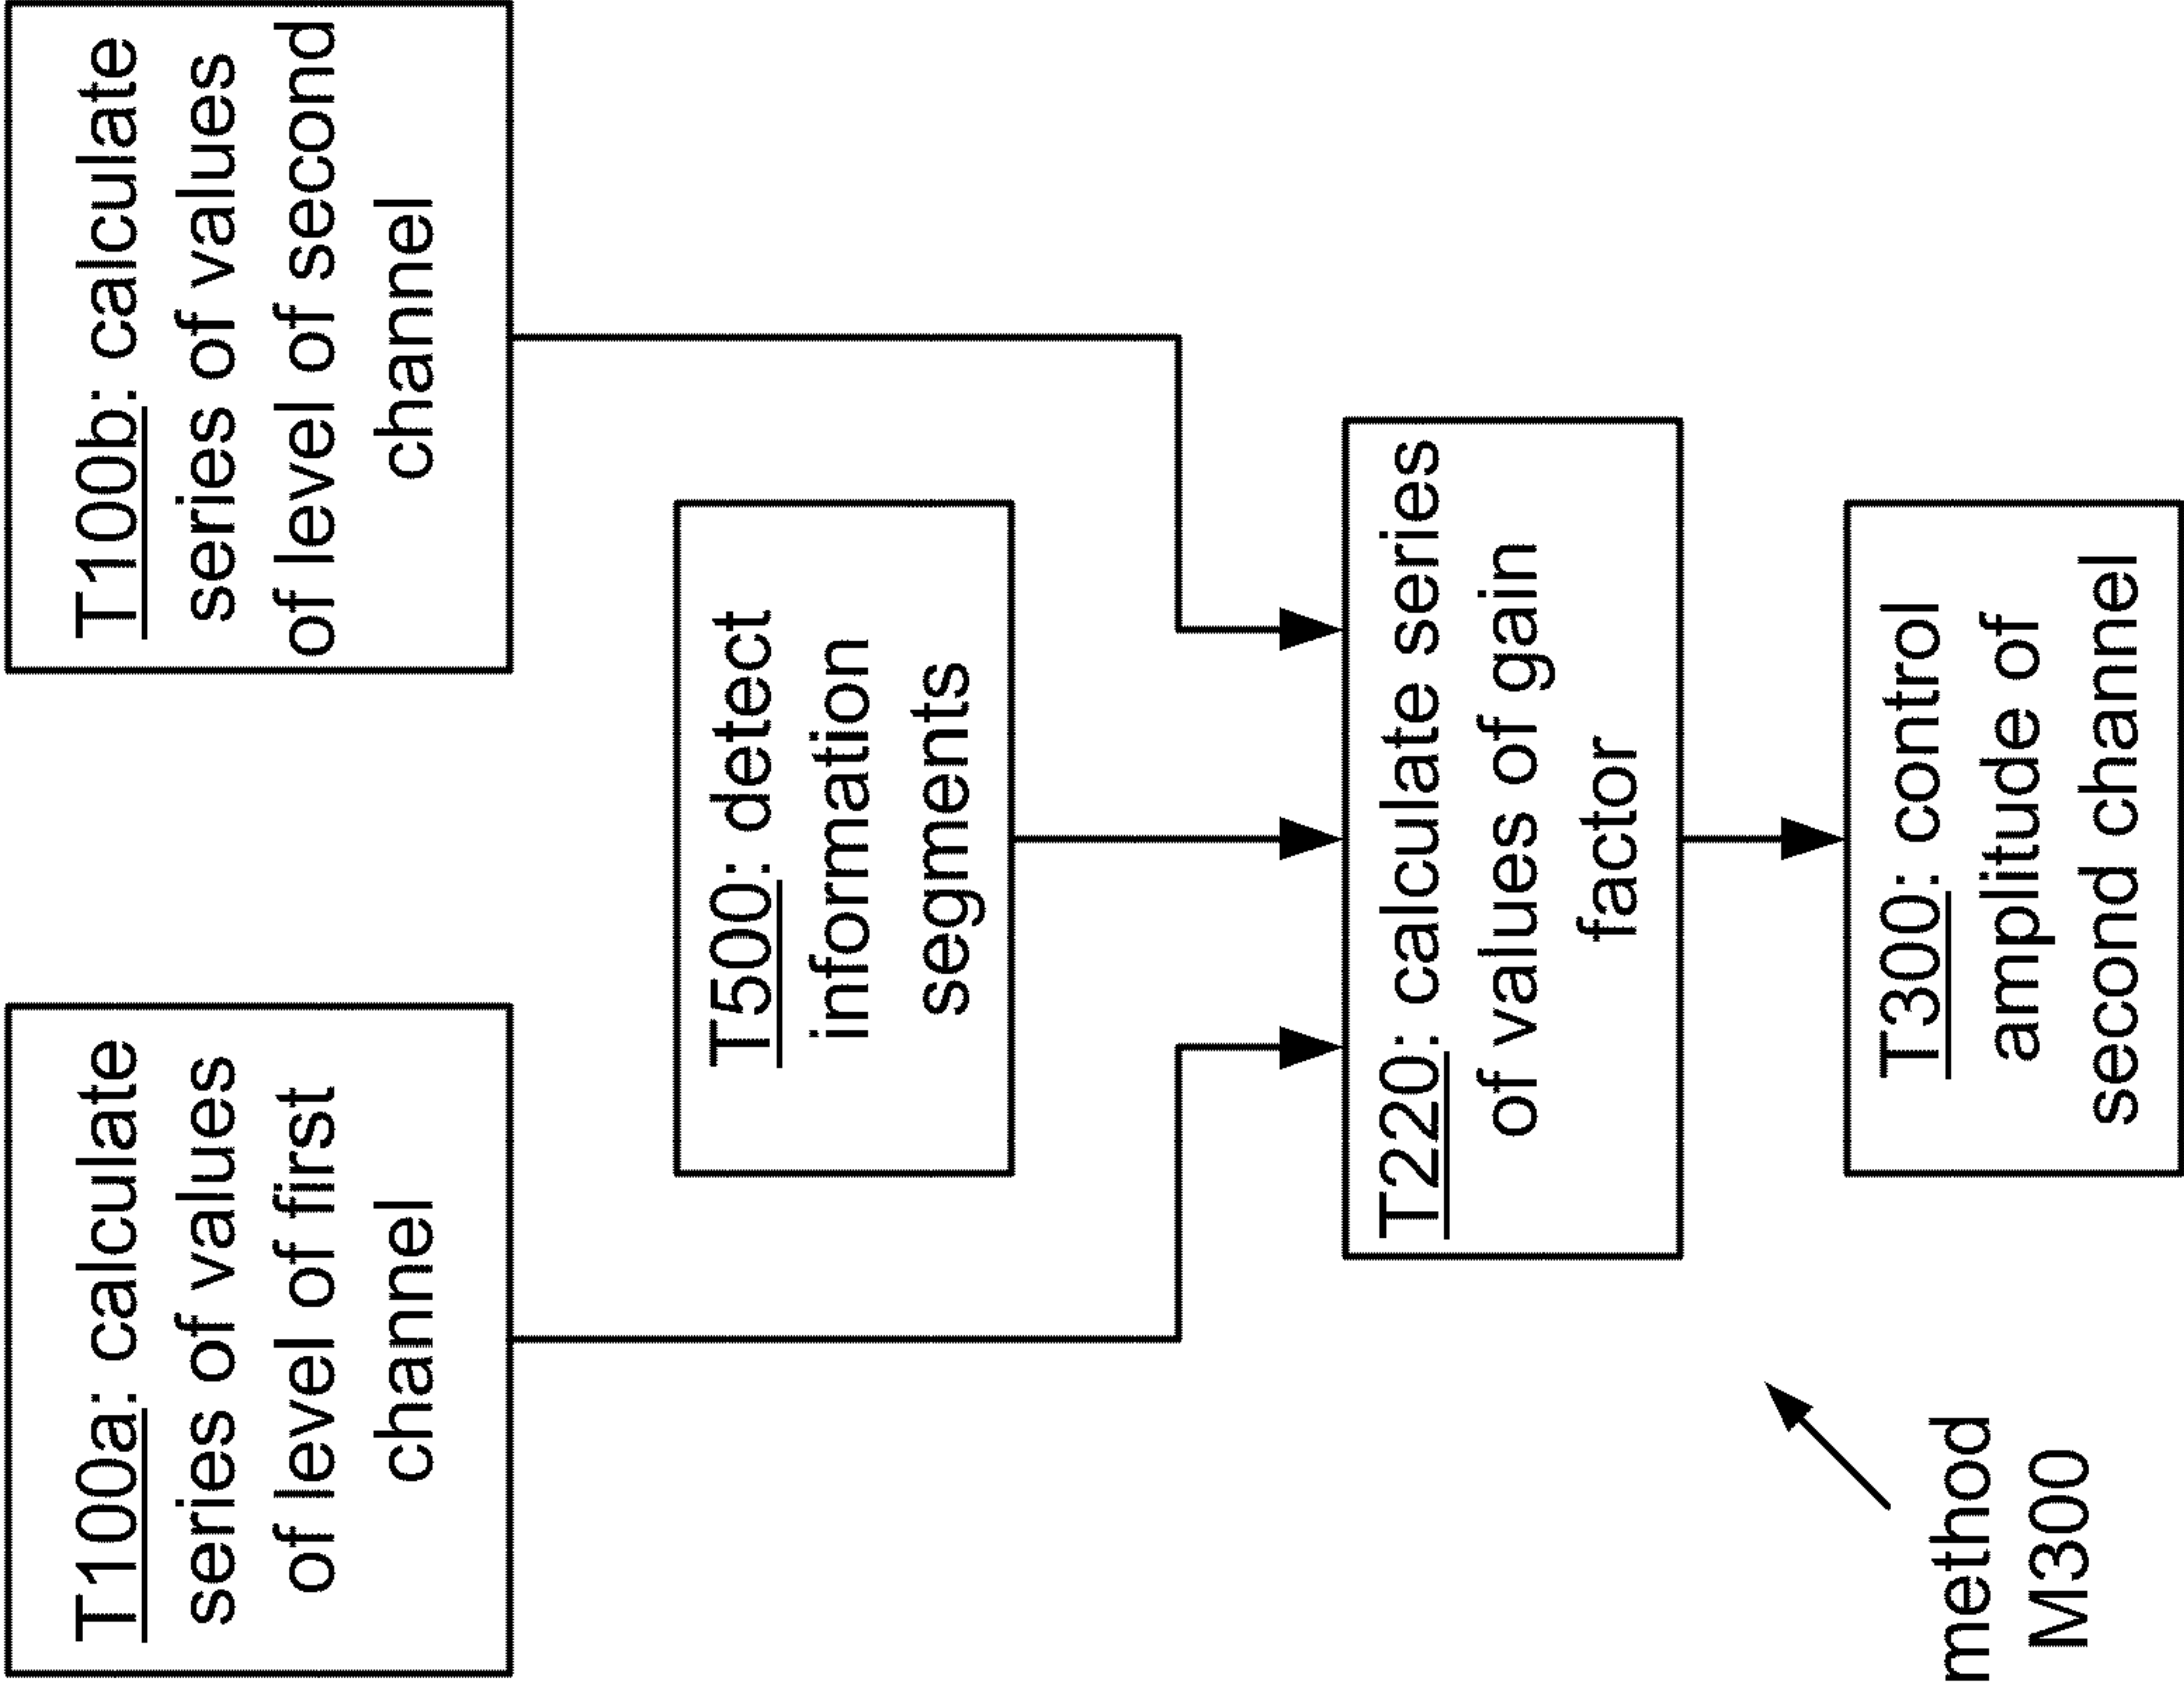 T100a: calculate
series of values
of level of first
channel
T100b: calculate
series of values
of level of second
channel
T500: detect
information
segments
T220: calculate series
of values of gain
factor
T300: control
amplitude of
second channel
method
M300